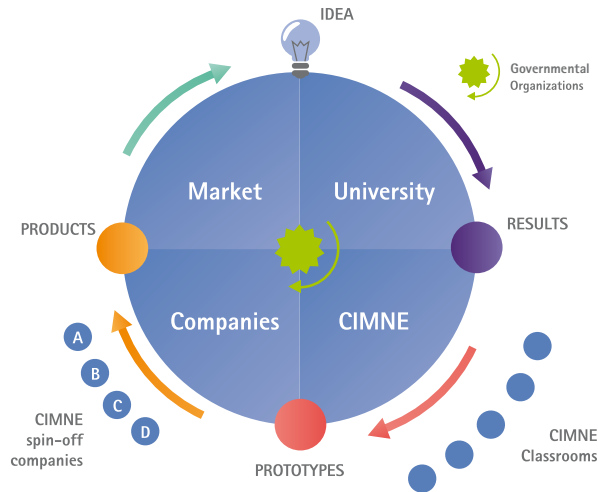 IDEA
Governmental
Organizations
Market
University
PRODUCTS
RESULTS
Companies
CIMNE
A
B
C
D
CIMNE
spin-off
companies
CIMNE
Classrooms
PROTOTYPES